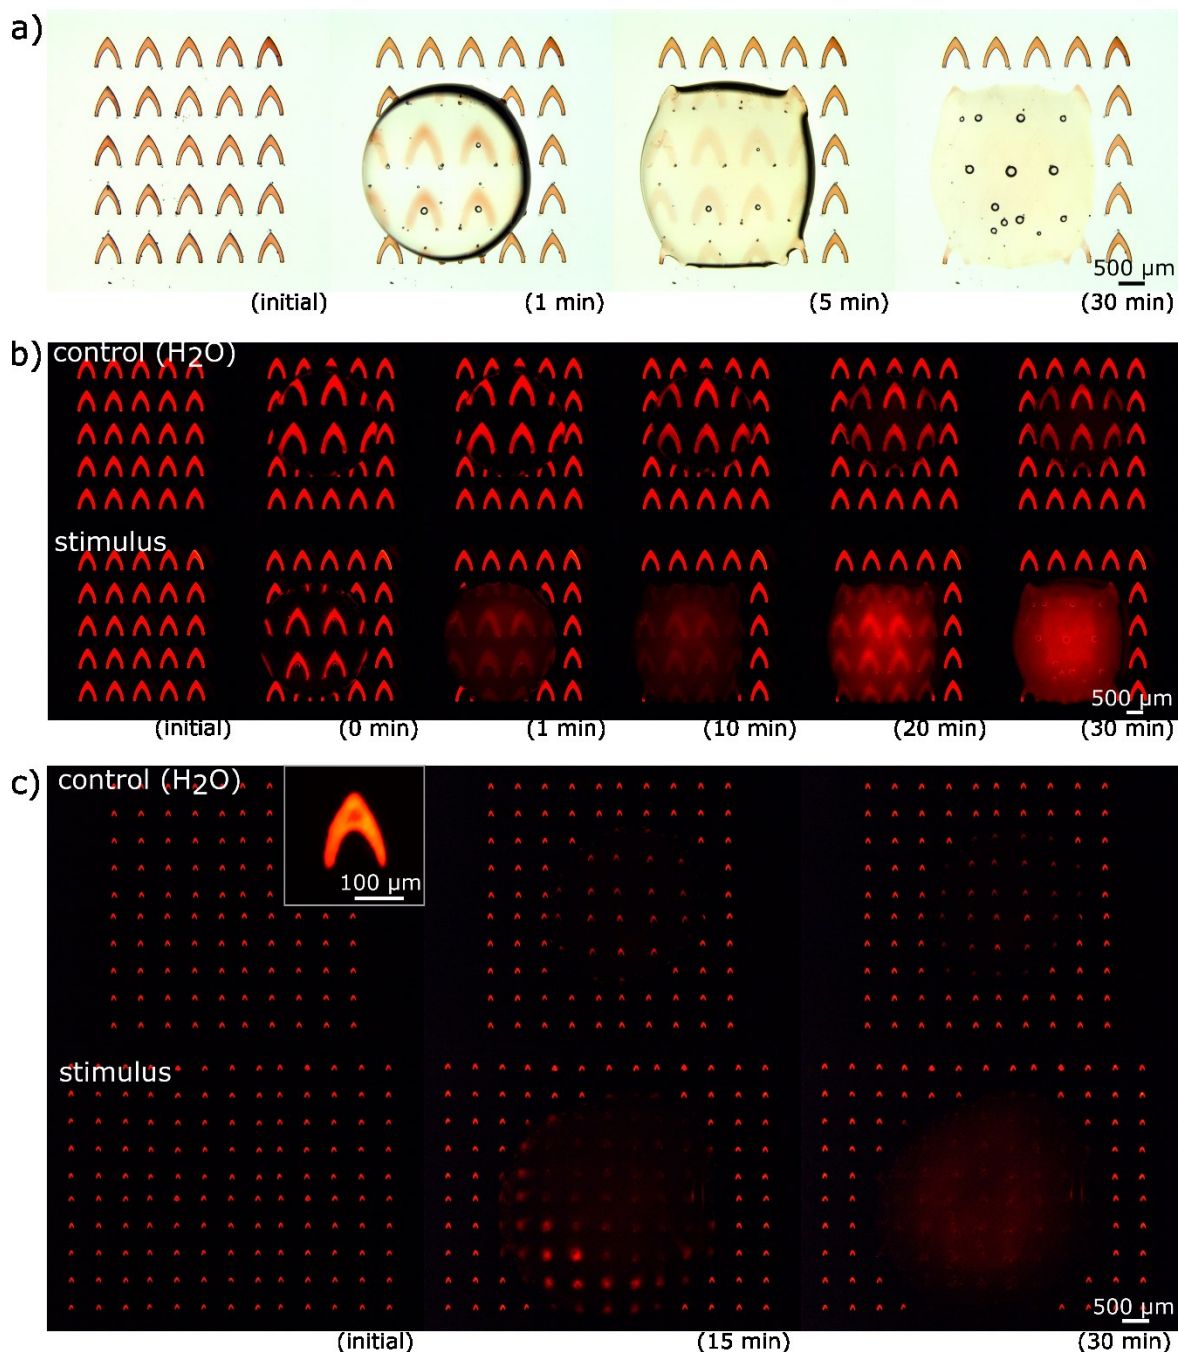 a)
500 µm
(initial) (1 min) (5 min) (30 min)
b)
control (H2O)
stimulus
500 µm
(initial) (0 min) (1 min) (10 min) (20 min) (30 min)
c)
control (H2O)
100 µm
stimulus
500 µm
(initial) (15 min) (30 min)